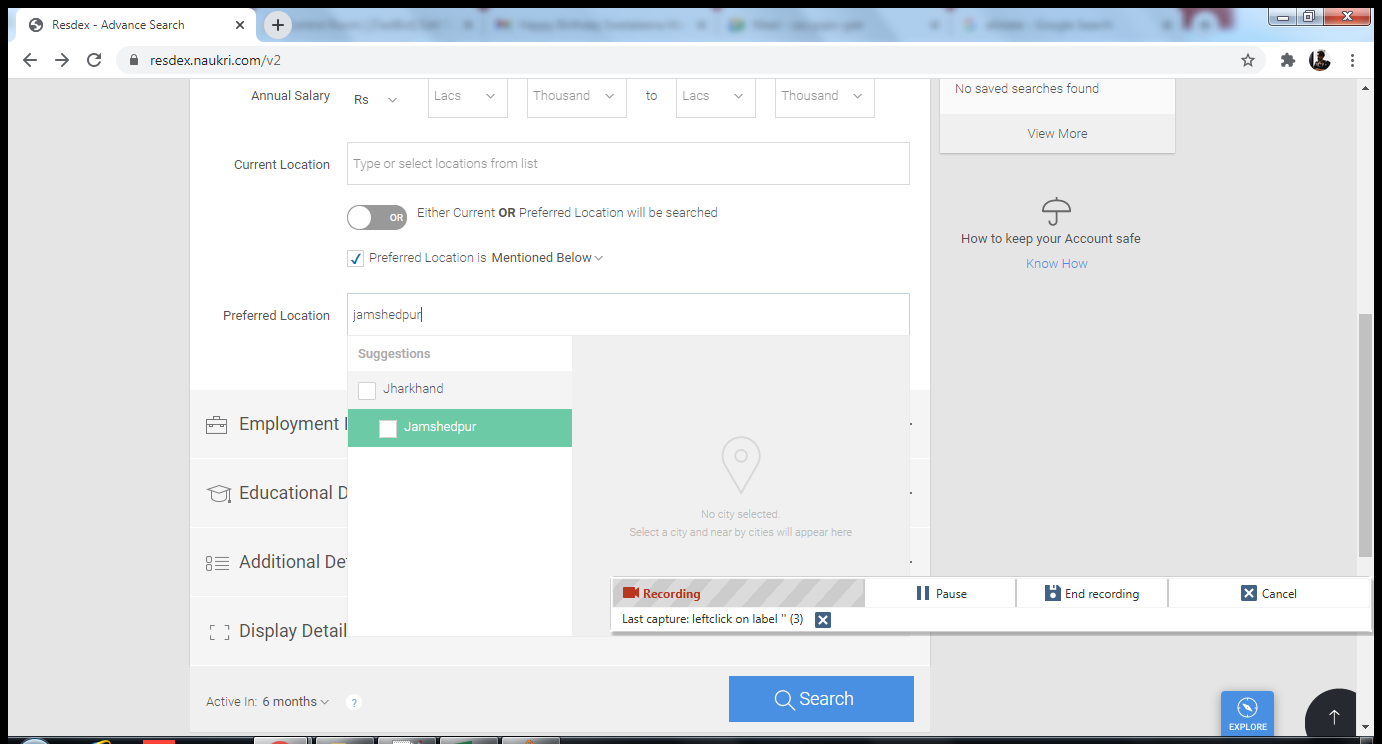 Resdex - Advance Search
resdex.naukri.com/v2
Annual Salary Rs Lacs Thousand to Lacs Thousand
No saved searches found
View More
Current Location Type or select locations from list
OR Either Current OR Preferred Location will be searched
Preferred Location is Mentioned Below
How to keep your Account safe
Know How
Preferred Location jamshedpur
Suggestions
Jharkhand
Jamshedpur
No city selected.
Select a city and near by cities will appear here
Employment
Educational D
Additional De
Display Detail
Recording Pause End recording Cancel
Last capture: leftclick on label '' (3)
Active In: 6 months ?
Search
EXPLORE